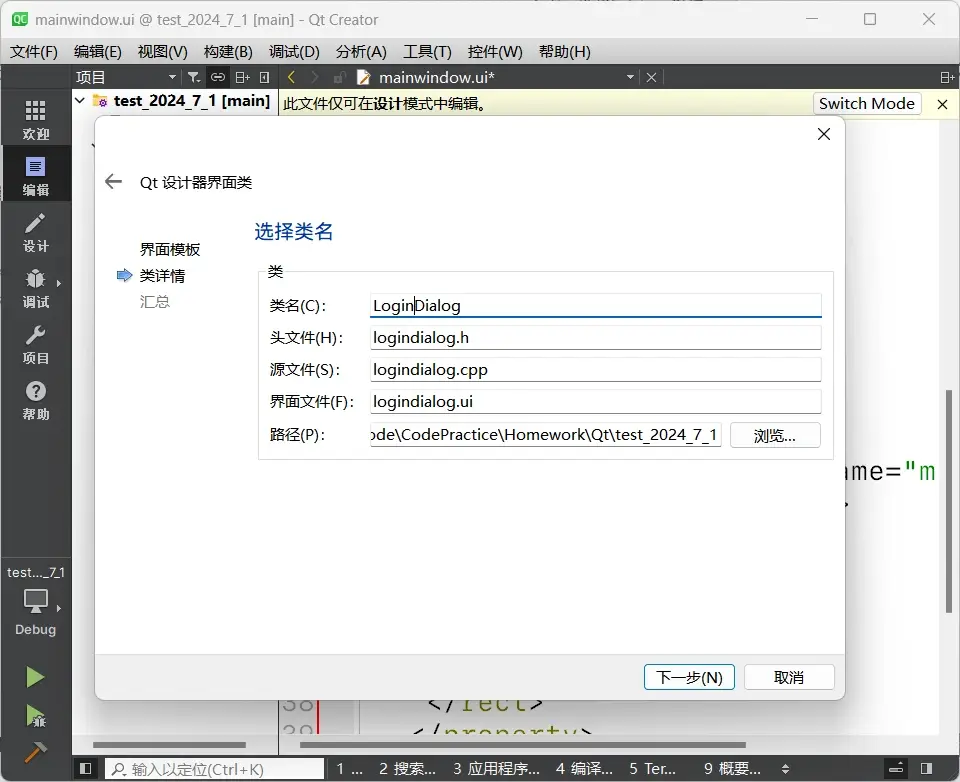 mainwindow.ui @ test_2024_7_1 [main] - Qt Creator
文件(F) 编辑(E) 视图(V) 构建(B) 调试(D) 分析(A) 工具(T) 控件(W) 帮助(H)
项目 mainwindow.ui*
test_2024_7_1 [main] 此文件仅可在设计模式中编辑。 Switch Mode
欢迎
编辑
设计
调试
项目
帮助
test..._7_1
Debug
Qt 设计器界面类
界面模板
类详情
汇总
选择类名
类
类名(C): LoginDialog
头文件(H): logindialog.h
源文件(S): logindialog.cpp
界面文件(F): logindialog.ui
路径(P): ode\CodePractice\Homework\Qt\test_2024_7_1 浏览...
ame="m
>
下一步(N) 取消
38 </rect>
39 </property>
输入以定位(Ctrl+K) 1 ... 2 搜索... 3 应用程序... 4 编译... 5 Ter... 9 概要...